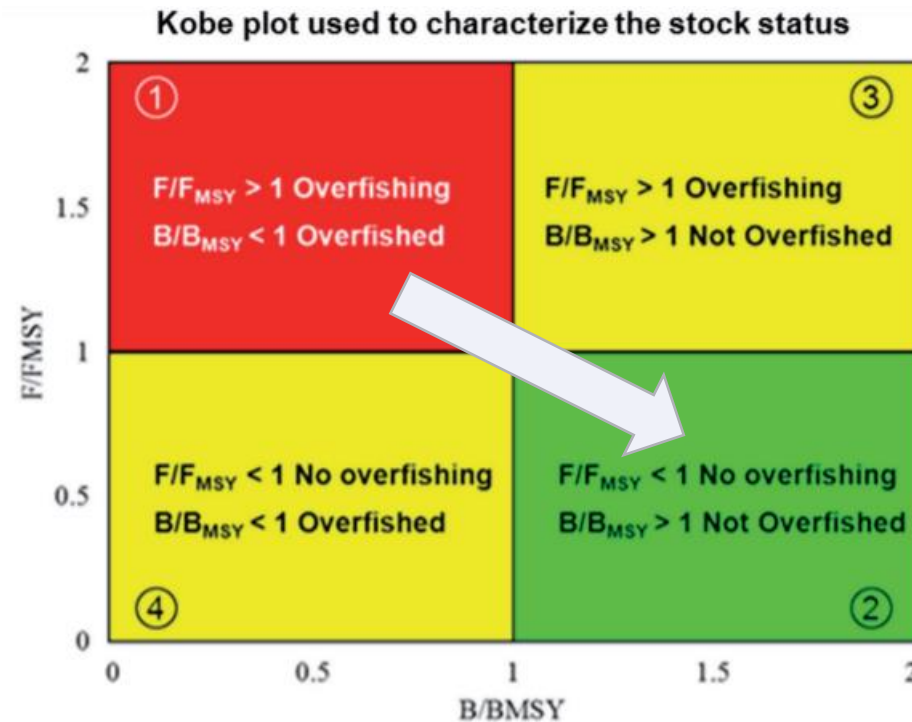 Kobe plot used to characterize the stock status
2
①
③
F/FMSY > 1 Overfishing
B/BMSY < 1 Overfished
F/FMSY > 1 Overfishing
B/BMSY > 1 Not Overfished
1.5
F/FMSY
1
F/FMSY < 1 No overfishing
B/BMSY < 1 Overfished
F/FMSY < 1 No overfishing
B/BMSY > 1 Not Overfished
0.5
④
②
0
0 0.5 1 1.5 2
B/BMSY